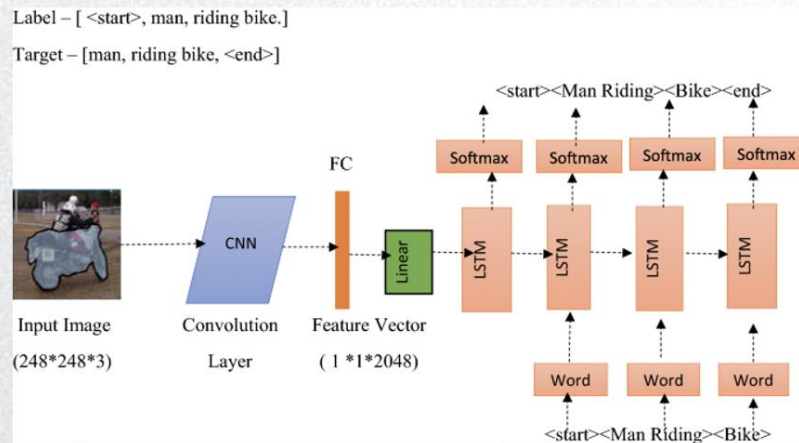 Label – [ <start>, man, riding bike.]
Target – [man, riding bike, <end>]
<start><Man Riding><Bike><end>
Softmax Softmax Softmax Softmax
FC
CNN
Linear
LSTM LSTM LSTM LSTM
Input Image Convolution Feature Vector
(248*248*3) Layer ( 1 *1*2048)
Word Word Word
<start><Man Riding><Bike>